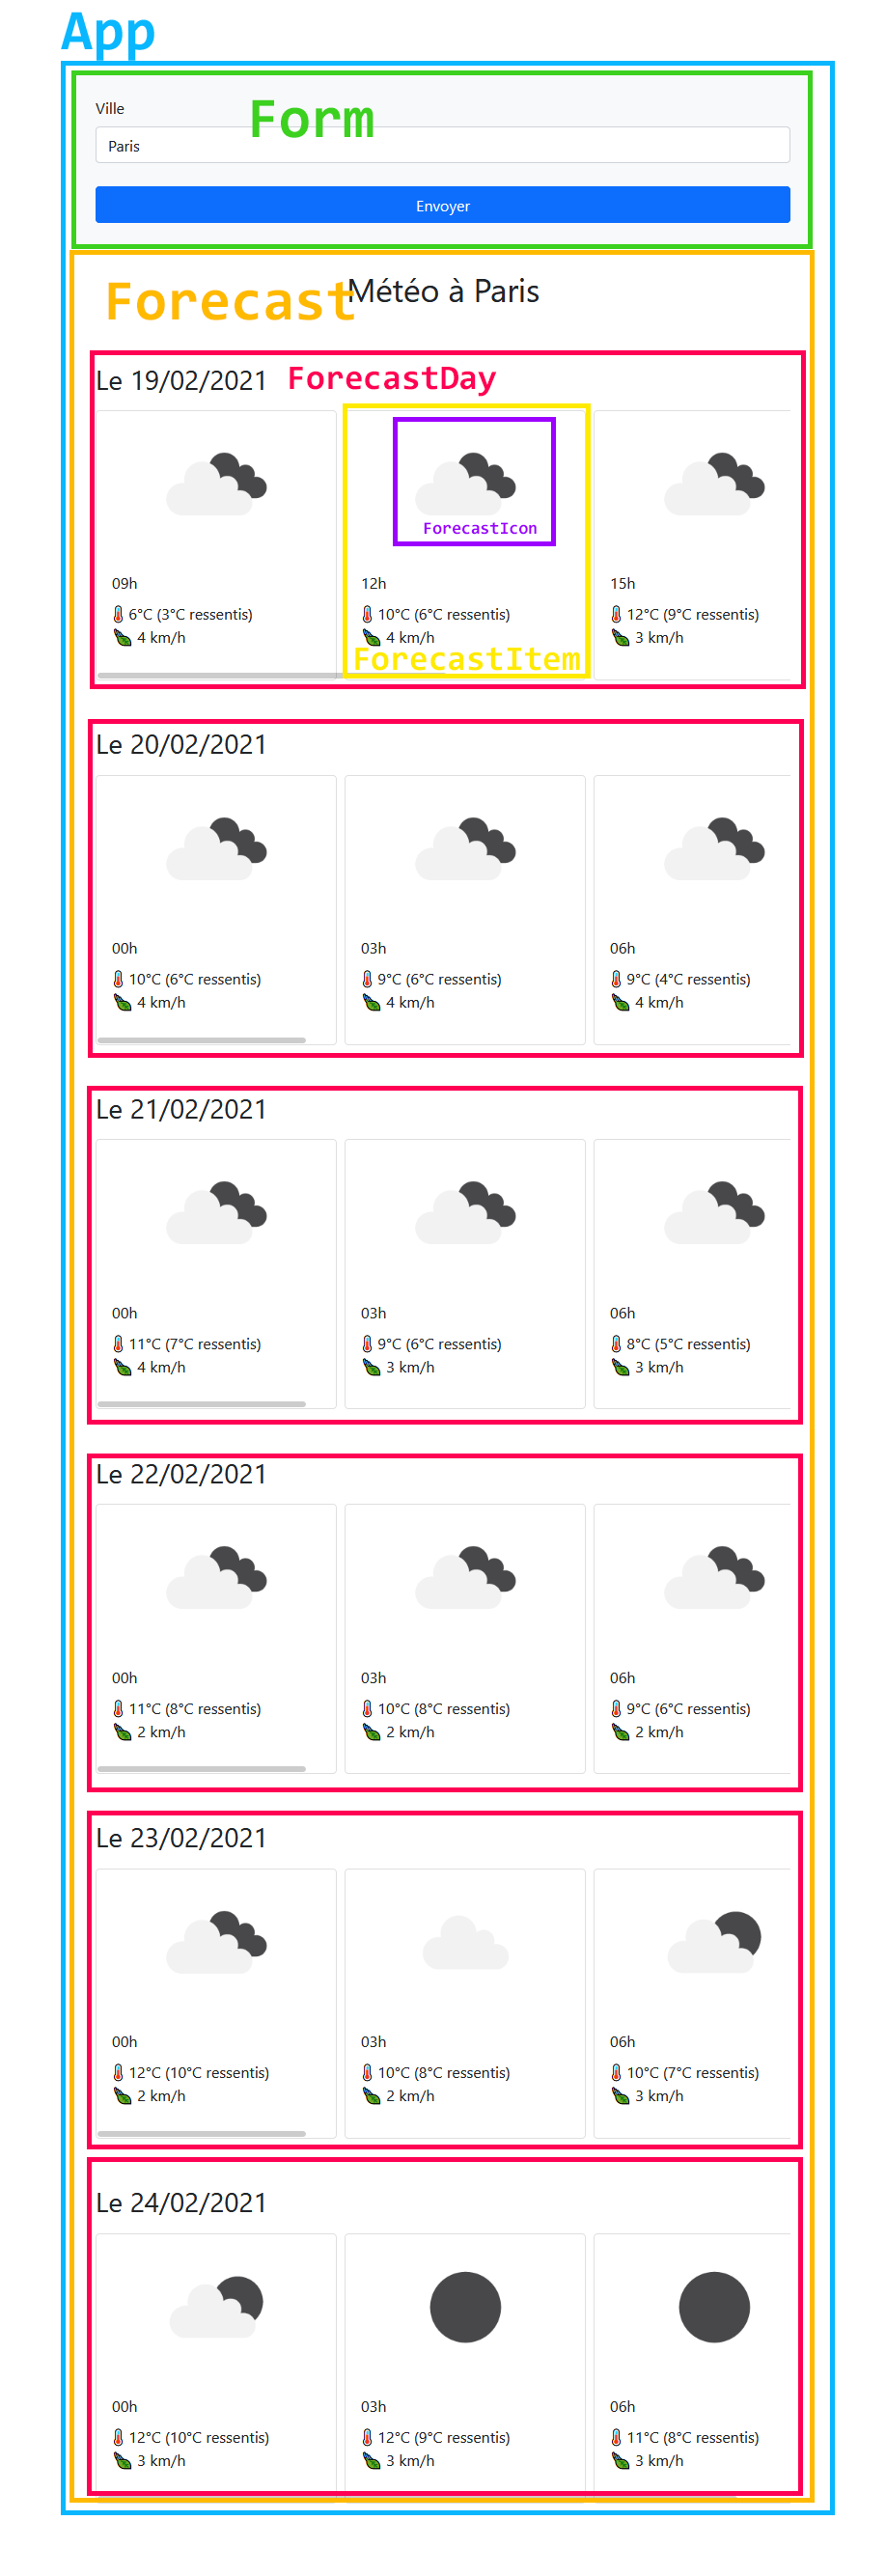 App
Ville
Form
Paris
Envoyer
Forecast
Météo à Paris
Le 19/02/2021 ForecastDay
ForecastIcon
09h 12h 15h
6°C (3°C ressentis) 10°C (6°C ressentis) 12°C (9°C ressentis)
4 km/h 4 km/h 3 km/h
ForecastItem
Le 20/02/2021
00h 03h 06h
10°C (6°C ressentis) 9°C (6°C ressentis) 9°C (4°C ressentis)
4 km/h 4 km/h 4 km/h
Le 21/02/2021
00h 03h 06h
11°C (7°C ressentis) 9°C (6°C ressentis) 8°C (5°C ressentis)
4 km/h 3 km/h 3 km/h
Le 22/02/2021
00h 03h 06h
11°C (8°C ressentis) 10°C (8°C ressentis) 9°C (6°C ressentis)
2 km/h 2 km/h 2 km/h
Le 23/02/2021
00h 03h 06h
12°C (10°C ressentis) 10°C (8°C ressentis) 10°C (7°C ressentis)
2 km/h 2 km/h 3 km/h
Le 24/02/2021
00h 03h 06h
12°C (10°C ressentis) 12°C (9°C ressentis) 11°C (8°C ressentis)
3 km/h 3 km/h 3 km/h